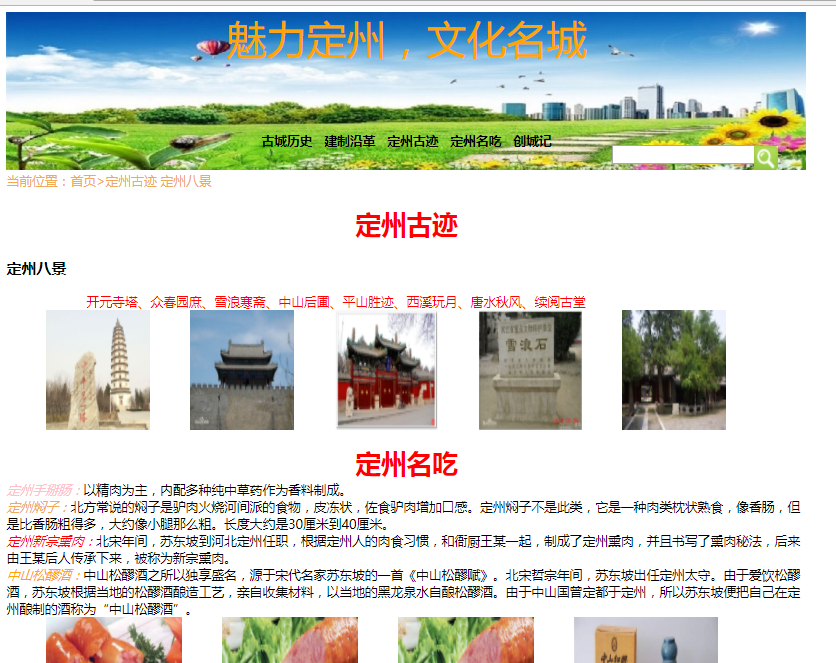 魅力定州，文化名城
古城历史 建制沿革 定州古迹 定州名吃 创城记
当前位置：首页>定州古迹 定州八景
定州古迹
定州八景
开元寺塔、众春园庶、雪浪寒斋、中山后圃、平山胜迹、西溪玩月、唐水秋风、续阅古堂
雪浪石
定州名吃
定州手掰肠：以精肉为主，内配多种纯中草药作为香料制成。
定州焖子：北方常说的焖子是驴肉火烧河间派的食物，皮冻状，佐食驴肉增加口感。定州焖子不是此类，它是一种肉类枕状熟食，像香肠，但
是比香肠粗得多，大约像小腿那么粗。长度大约是30厘米到40厘米。
定州新宗熏肉：北宋年间，苏东坡到河北定州任职，根据定州人的肉食习惯，和衙厨王某一起，制成了定州熏肉，并且书写了熏肉秘法，后来
由王某后人传承下来，被称为新宗熏肉。
中山松醪酒：中山松醪酒之所以独享盛名，源于宋代名家苏东坡的一首《中山松醪赋》。北宋哲宗年间，苏东坡出任定州太守。由于爱饮松醪
酒，苏东坡根据当地的松醪酒酿造工艺，亲自收集材料，以当地的黑龙泉水自酿松醪酒。由于中山国曾定都于定州，所以苏东坡便把自己在定
州酿制的酒称为“中山松醪酒”。